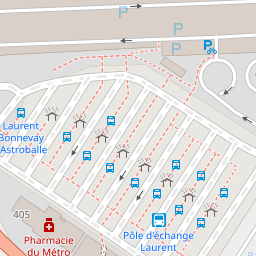 P
P
P
Laurent
Bonnevay
Astroballe
405
Pharmacie
du Métro
Pôle d'échange
Laurent